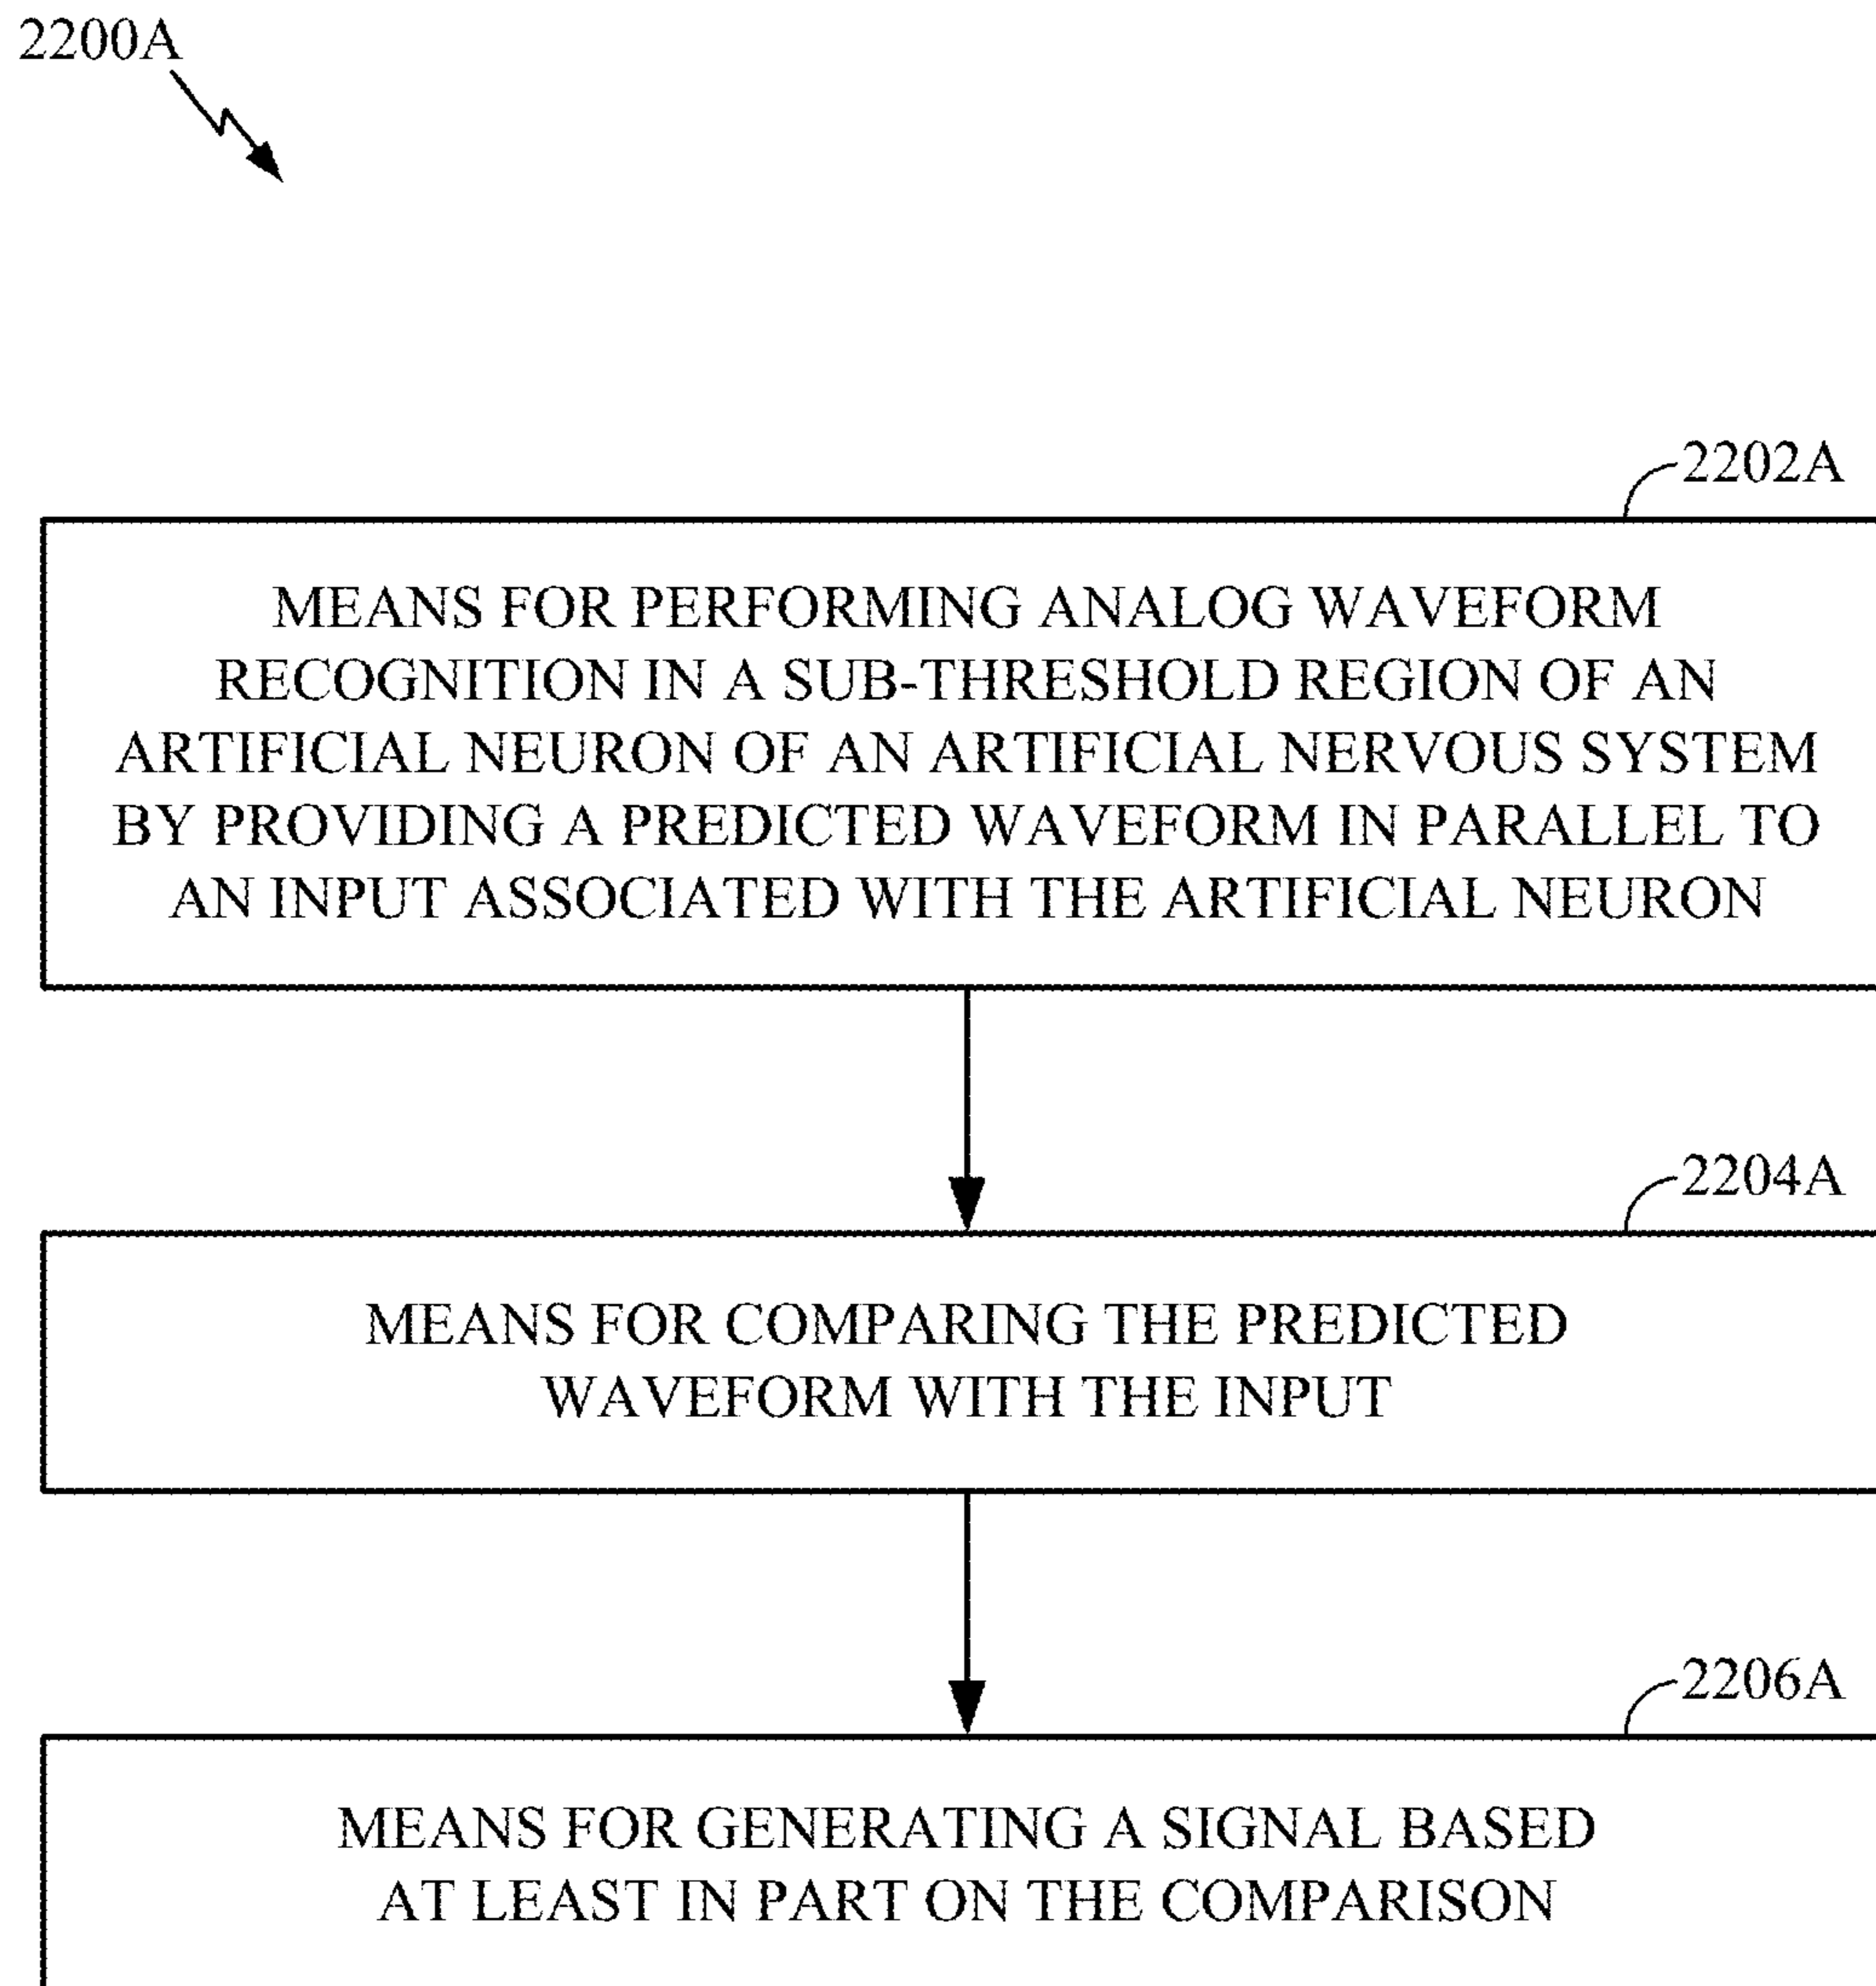 2200A
2202A
MEANS FOR PERFORMING ANALOG WAVEFORM
RECOGNITION IN A SUB-THRESHOLD REGION OF AN
ARTIFICIAL NEURON OF AN ARTIFICIAL NERVOUS SYSTEM
BY PROVIDING A PREDICTED WAVEFORM IN PARALLEL TO
AN INPUT ASSOCIATED WITH THE ARTIFICIAL NEURON
2204A
MEANS FOR COMPARING THE PREDICTED
WAVEFORM WITH THE INPUT
2206A
MEANS FOR GENERATING A SIGNAL BASED
AT LEAST IN PART ON THE COMPARISON